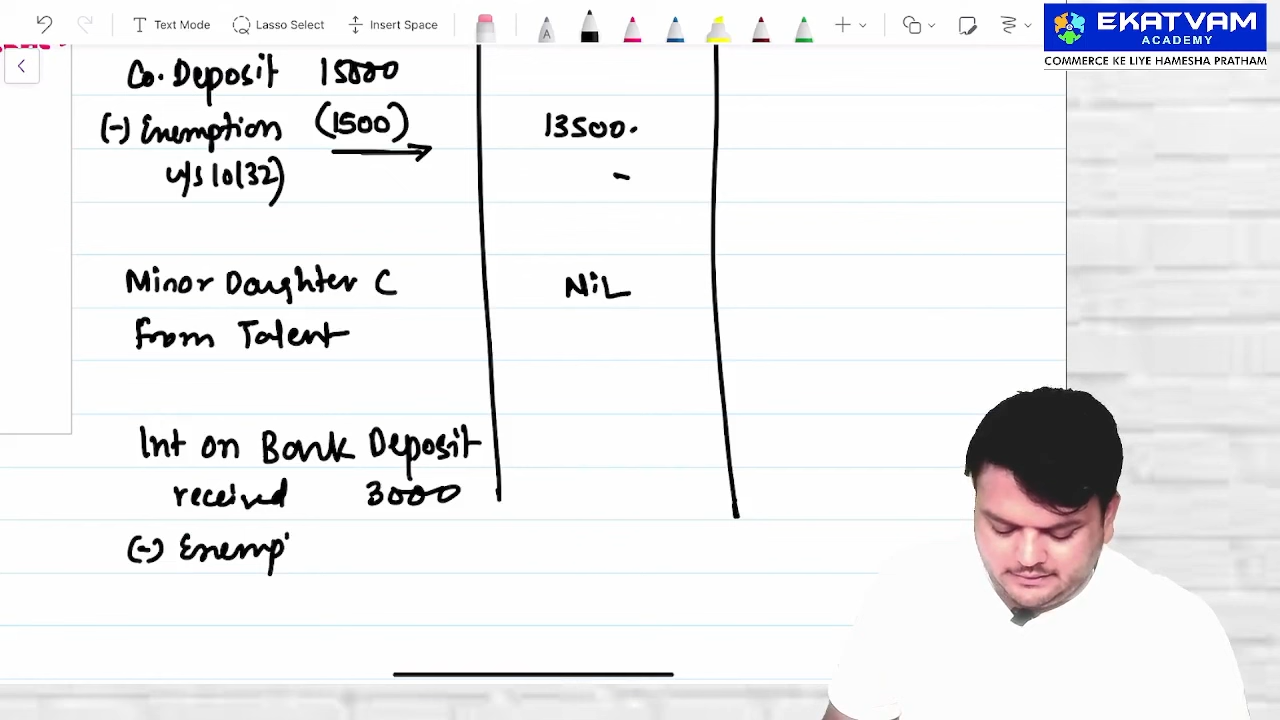 Text Mode Lasso Select Insert Space
EKATVAM
ACADEMY
COMMERCE KE LIYE HAMESHA PRATHAM
Co. Deposit 15000
(-) Exemption (1500) 13500.
u/s 10(32) -
Minor Daughter C NiL
from Talent
Int on Bank Deposit
received 3000
(-) Exemp